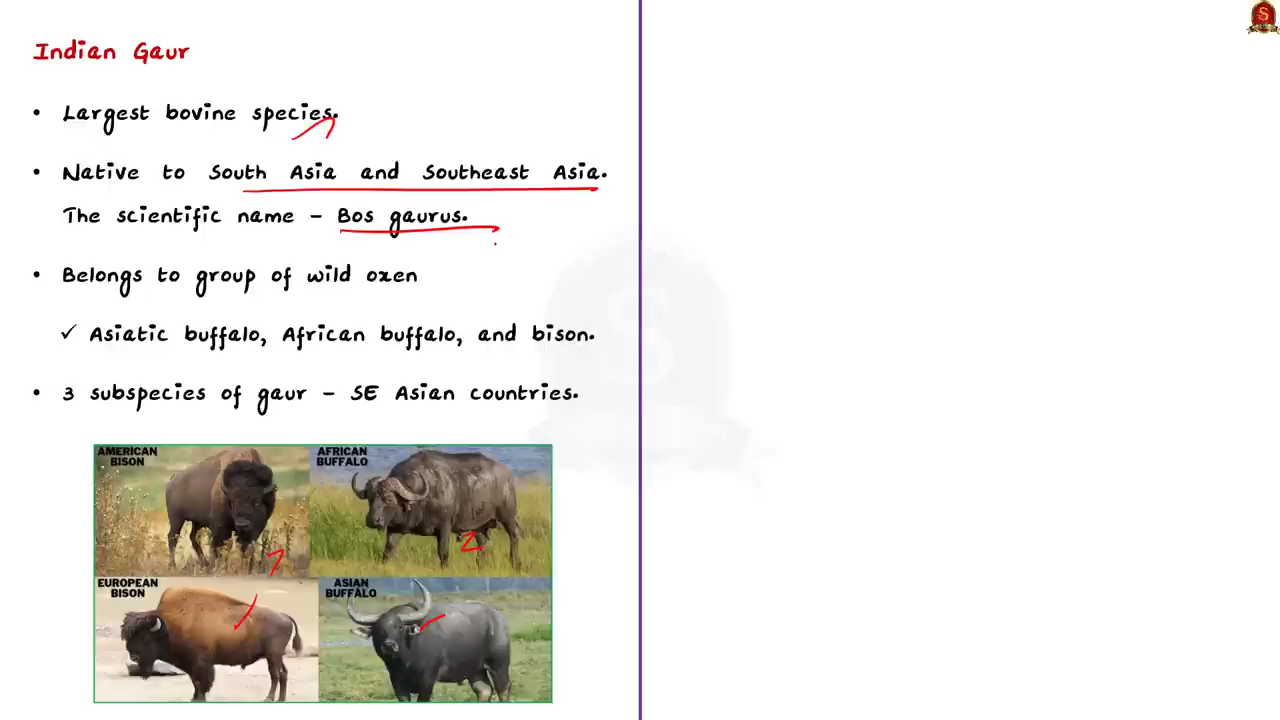 Indian Gaur
• Largest bovine species.
• Native to South Asia and Southeast Asia.
The scientific name – Bos gaurus.
• Belongs to group of wild oxen
✓ Asiatic buffalo, African buffalo, and bison.
• 3 subspecies of gaur – SE Asian countries.
AMERICAN
BISON
AFRICAN
BUFFALO
2
EUROPEAN
BISON
ASIAN
BUFFALO
S